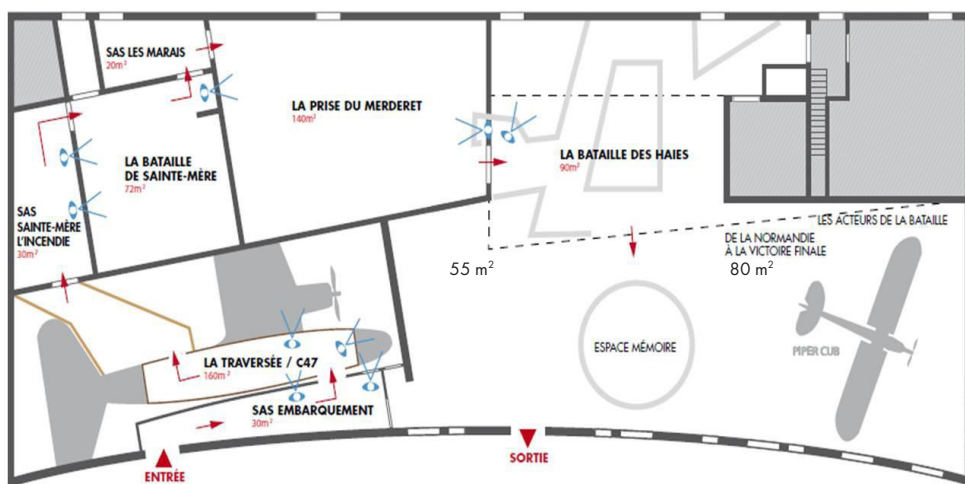 SAS LES MARAIS
20m²
LA PRISE DU MERDERET
140m²
LA BATAILLE
DE SAINTE-MÈRE
72m²
LA BATAILLE DES HAIES
90m²
SAS
SAINTE-MÈRE
L'INCENDIE
30m²
LES ACTEURS DE LA BATAILLE
DE LA NORMANDIE
À LA VICTOIRE FINALE
55 m²
80 m²
ESPACE MÉMOIRE
PIPER CUB
LA TRAVERSÉE / C47
160m²
SAS EMBARQUEMENT
30m²
ENTRÉE
SORTIE